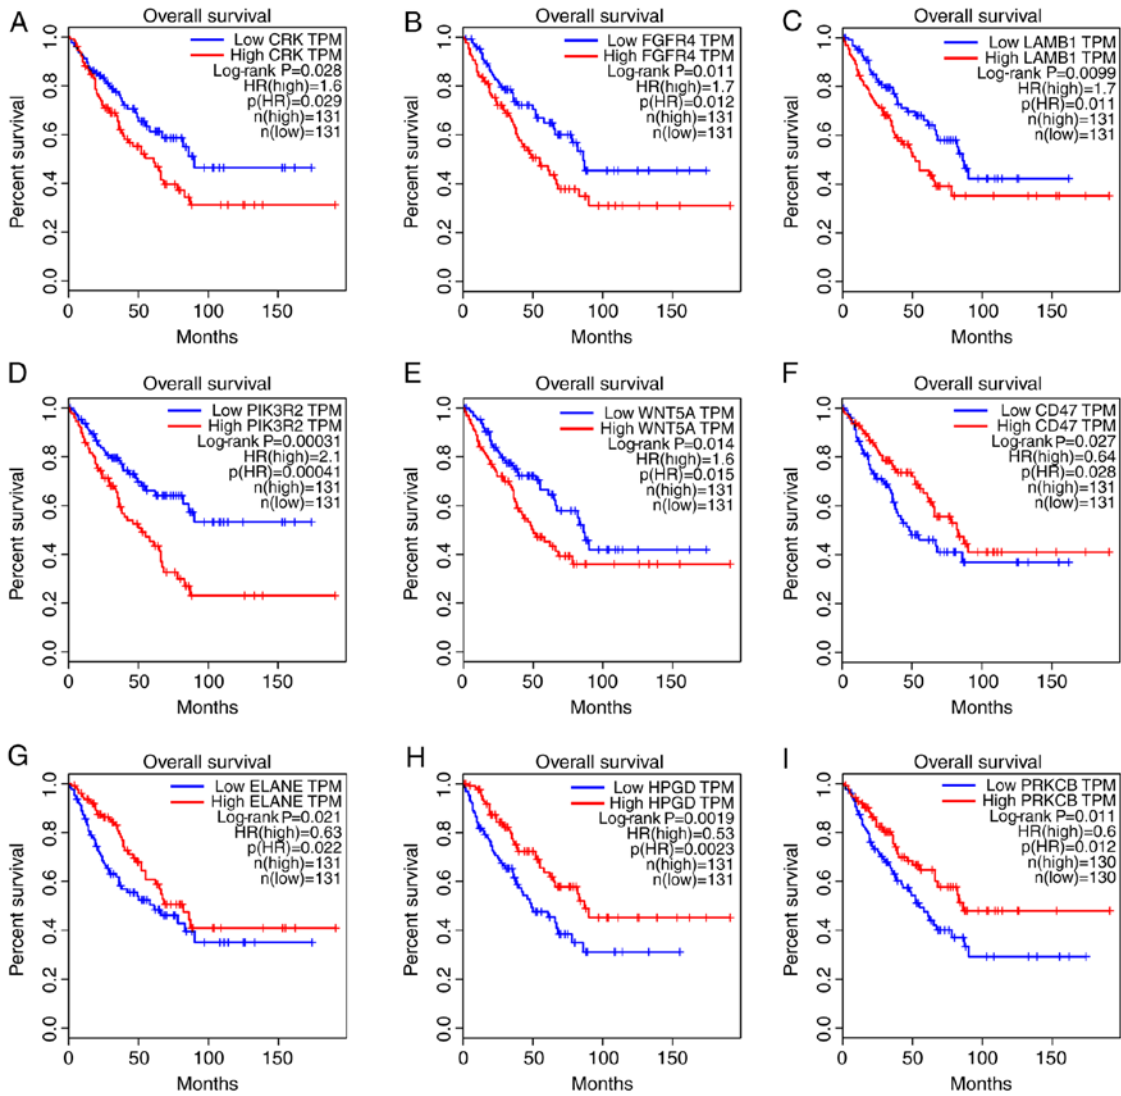 A
Overall survival
Low CRK TPM
High CRK TPM
Log-rank P=0.028
HR(high)=1.6
p(HR)=0.029
n(high)=131
n(low)=131
Percent survival
1.0
0.8
0.6
0.4
0.2
0.0
0 50 100 150
Months
B
Overall survival
Low FGFR4 TPM
High FGFR4 TPM
Log-rank P=0.011
HR(high)=1.7
p(HR)=0.012
n(high)=131
n(low)=131
Percent survival
1.0
0.8
0.6
0.4
0.2
0.0
0 50 100 150
Months
C
Overall survival
Low LAMB1 TPM
High LAMB1 TPM
Log-rank P=0.0099
HR(high)=1.7
p(HR)=0.011
n(high)=131
n(low)=131
Percent survival
1.0
0.8
0.6
0.4
0.2
0.0
0 50 100 150
Months
D
Overall survival
Low PIK3R2 TPM
High PIK3R2 TPM
Log-rank P=0.00031
HR(high)=2.1
p(HR)=0.00041
n(high)=131
n(low)=131
Percent survival
1.0
0.8
0.6
0.4
0.2
0.0
0 50 100 150
Months
E
Overall survival
Low WNT5A TPM
High WNT5A TPM
Log-rank P=0.014
HR(high)=1.6
p(HR)=0.015
n(high)=131
n(low)=131
Percent survival
1.0
0.8
0.6
0.4
0.2
0.0
0 50 100 150
Months
F
Overall survival
Low CD47 TPM
High CD47 TPM
Log-rank P=0.027
HR(high)=0.64
p(HR)=0.028
n(high)=131
n(low)=131
Percent survival
1.0
0.8
0.6
0.4
0.2
0.0
0 50 100 150
Months
G
Overall survival
Low ELANE TPM
High ELANE TPM
Log-rank P=0.021
HR(high)=0.63
p(HR)=0.022
n(high)=131
n(low)=131
Percent survival
1.0
0.8
0.6
0.4
0.2
0.0
0 50 100 150
Months
H
Overall survival
Low HPGD TPM
High HPGD TPM
Log-rank P=0.0019
HR(high)=0.53
p(HR)=0.0023
n(high)=131
n(low)=131
Percent survival
1.0
0.8
0.6
0.4
0.2
0.0
0 50 100 150
Months
I
Overall survival
Low PRKCB TPM
High PRKCB TPM
Log-rank P=0.011
HR(high)=0.6
p(HR)=0.012
n(high)=130
n(low)=130
Percent survival
1.0
0.8
0.6
0.4
0.2
0.0
0 50 100 150
Months